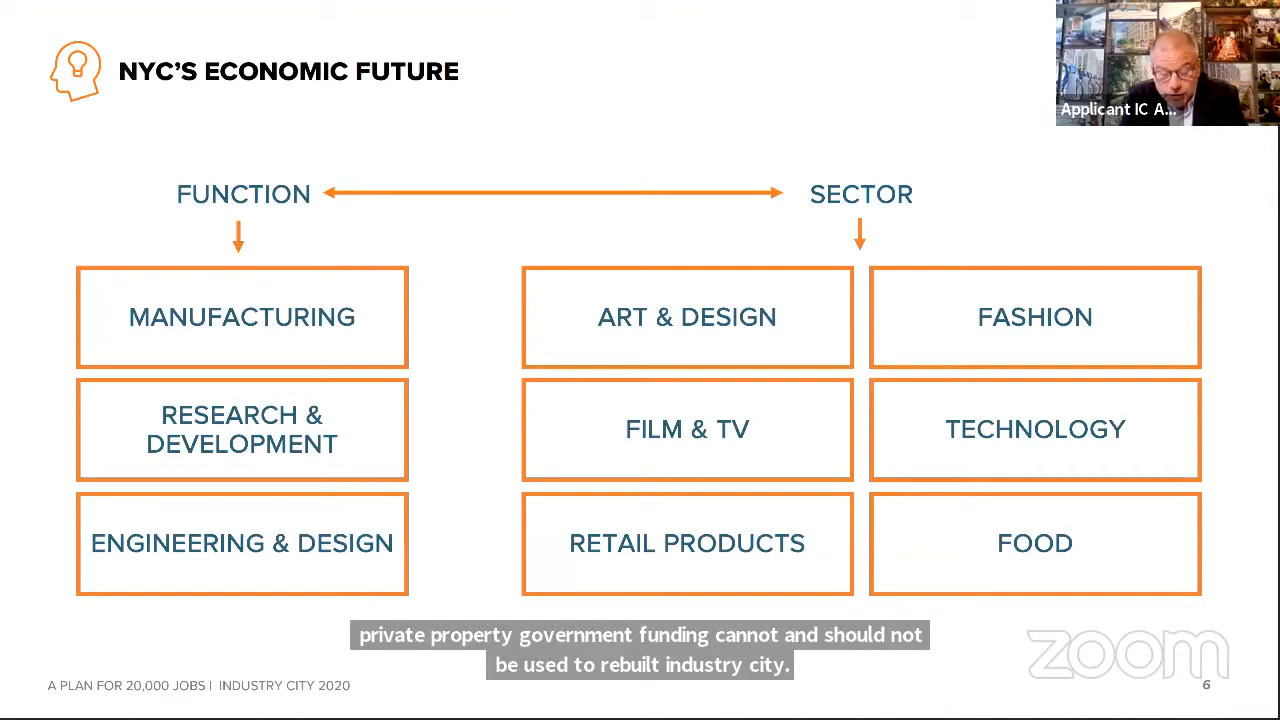 NYC'S ECONOMIC FUTURE
Applicant IC A...
FUNCTION
SECTOR
MANUFACTURING
ART & DESIGN
FASHION
RESEARCH &
DEVELOPMENT
FILM & TV
TECHNOLOGY
ENGINEERING & DESIGN
RETAIL PRODUCTS
FOOD
private property government funding cannot and should not
be used to rebuilt industry city.
zoom
A PLAN FOR 20,000 JOBS | INDUSTRY CITY 2020
6